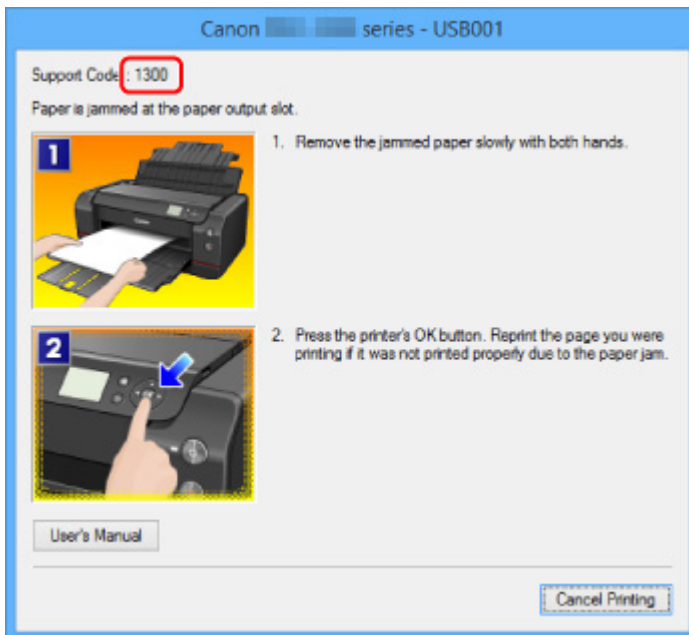 Canon series - USB001
Support Code : 1300
Paper is jammed at the paper output slot.
1
1. Remove the jammed paper slowly with both hands.
2
2. Press the printer's OK button. Reprint the page you were
printing if it was not printed properly due to the paper jam.
User's Manual
Cancel Printing